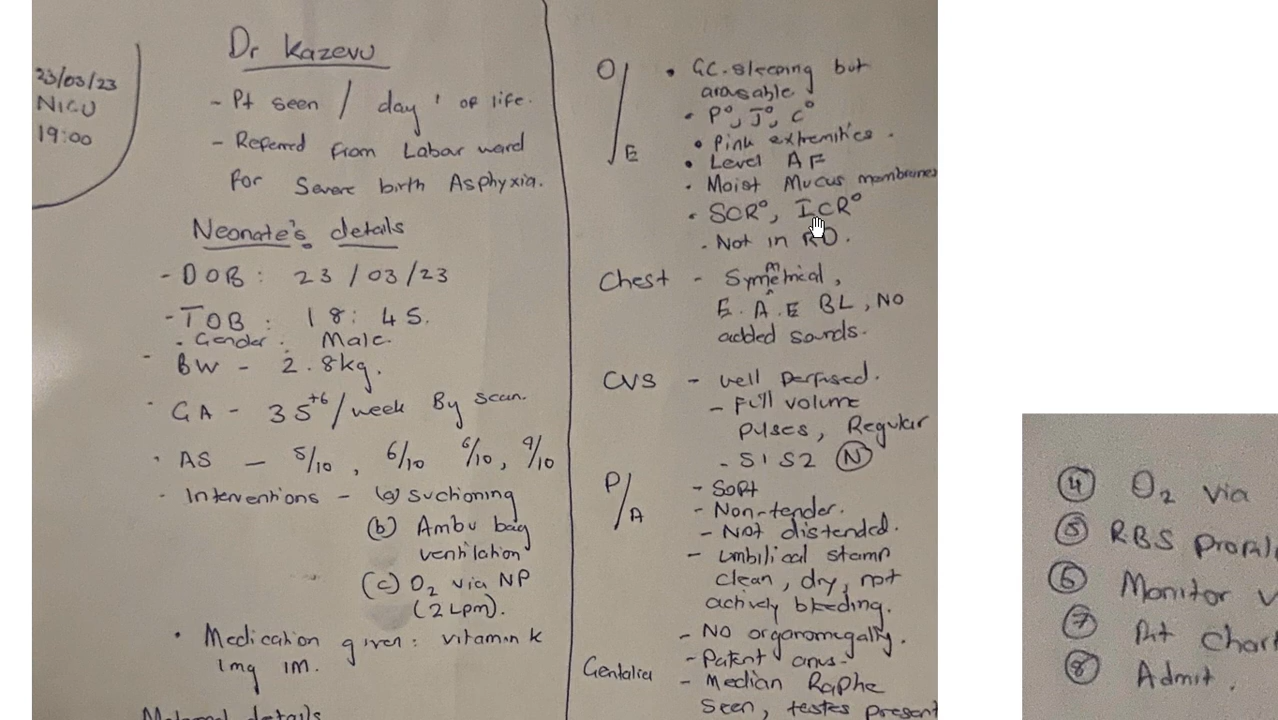 23/03/23
NICU
19:00
Dr Kazevu
- Pt seen / day 1 of life.
- Referred from Labar ward
For Severe birth Asphyxia.
Neonate's details
- DOB : 23/03/23
- TOB : 18:45.
. Gender : Male.
- BW - 2.8kg.
. GA - 35+6/week By scan.
. AS - 5/10, 6/10 6/10, 9/10
- Interventions - (a) Suctioning
(b) Ambu bag
ventilation
(c) O2 via NP
(2Lpm).
• Medication given: vitamin k
1mg IM.
Maternal details
O/E • GC.sleeping but
arousable
• P°, J°, C°
• Pink extremities.
• Level AF
• Moist Mucus membranes
• SCR°, ICR°
- Not in RD.
Chest - Symmetrical,
E.A.E BL, No
added sounds.
CVS - well perfused.
- Full volume
pulses, Regular
- S1 S2 (N)
P/A - Soft
- Non-tender.
- Not distended.
- Umbilical stamp
clean, dry, not
actively bleeding.
- NO organomegally.
- Patent anus-
Gentalia - Median Raphe
Seen, testes present
④ O2 via
⑤ RBS
⑥ Monitor
⑦ Chart
⑧ Admit.